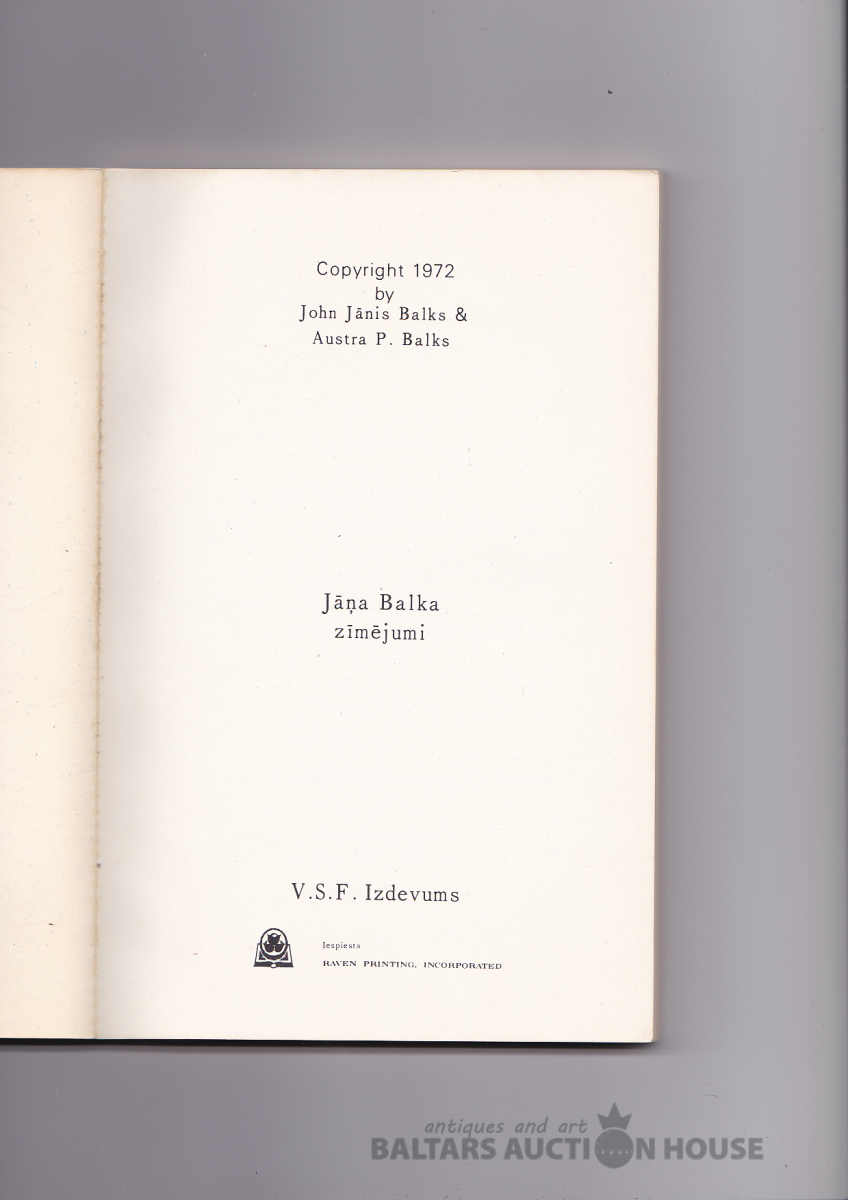 Copyright 1972
by
John Jānis Balks &
Austra P. Balks
Jāņa Balka
zīmējumi
V.S.F. Izdevums
Iespiests
RAVEN PRINTING, INCORPORATED
antiques and art
BALTARS AUCTION HOUSE